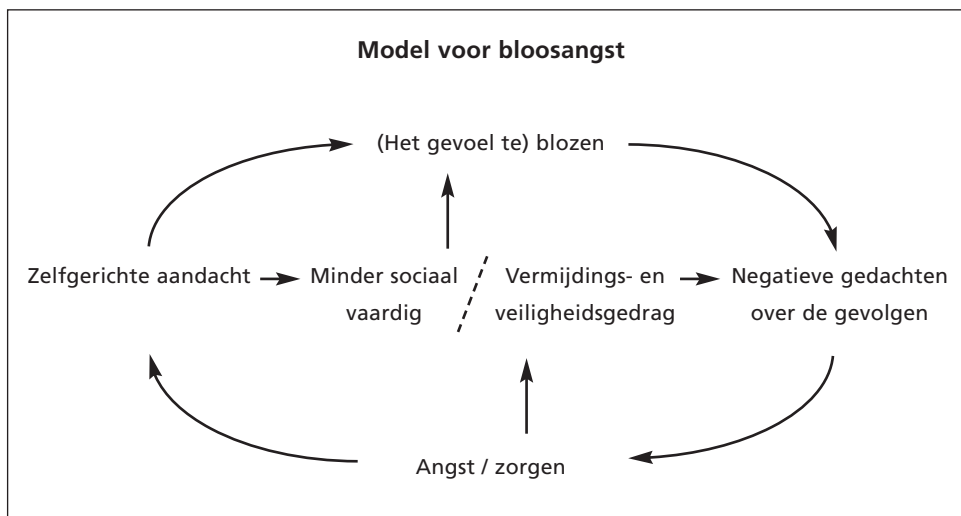 Model voor bloosangst
(Het gevoel te) blozen
Zelfgerichte aandacht
Minder sociaal
vaardig
/
Vermijdings- en
veiligheidsgedrag
Negatieve gedachten
over de gevolgen
Angst / zorgen